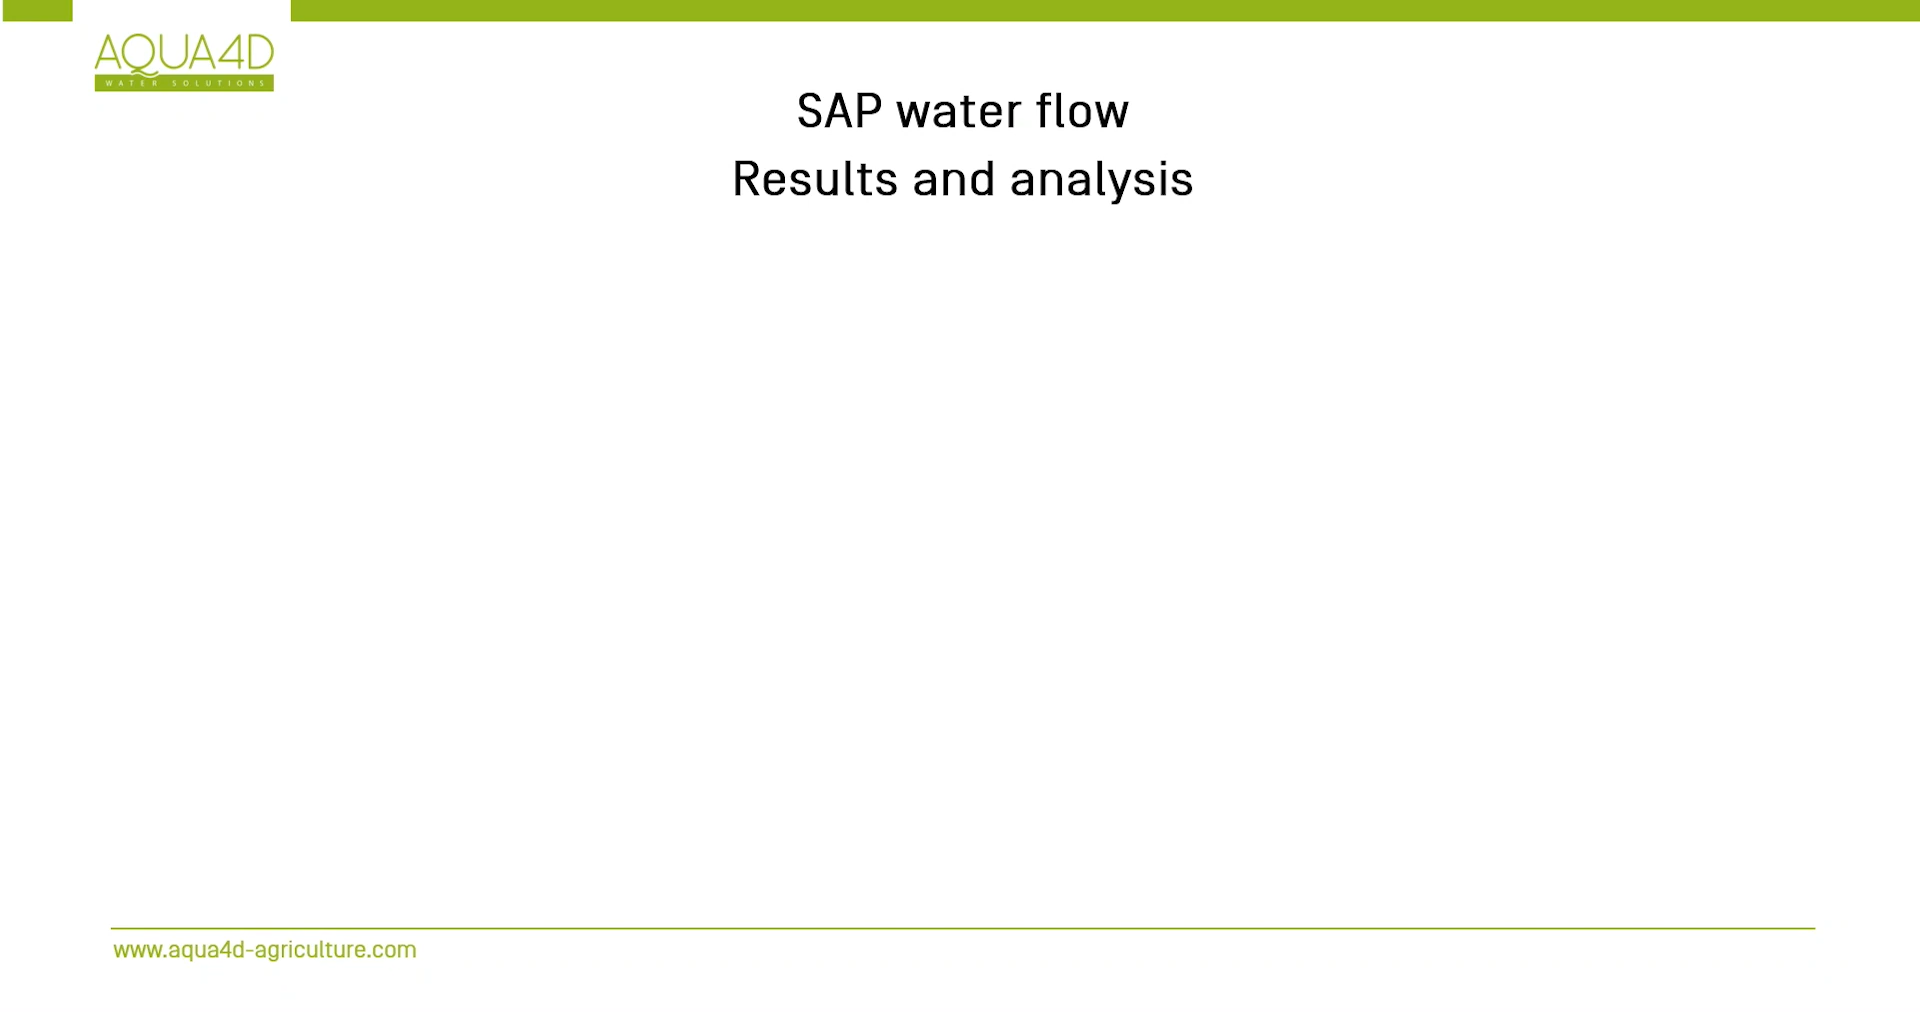 AQUA4D
WATER SOLUTIONS
SAP water flow
Results and analysis
www.aqua4d-agriculture.com